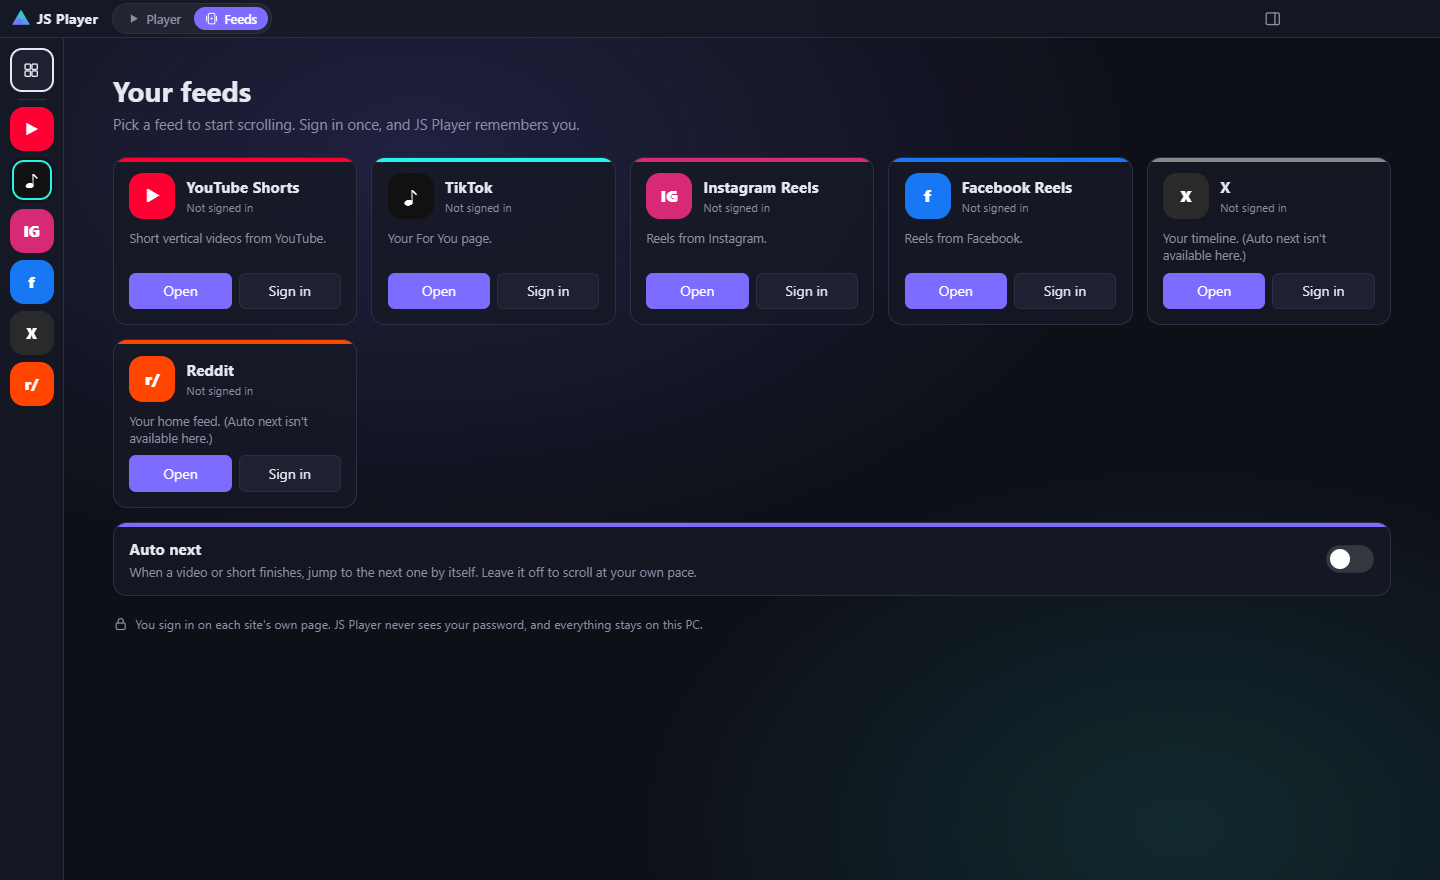 JS Player
Player
Feeds
Your feeds
Pick a feed to start scrolling. Sign in once, and JS Player remembers you.
YouTube Shorts
Not signed in
Short vertical videos from YouTube.
Open
Sign in
TikTok
Not signed in
Your For You page.
Open
Sign in
IG
Instagram Reels
Not signed in
Reels from Instagram.
Open
Sign in
f
Facebook Reels
Not signed in
Reels from Facebook.
Open
Sign in
X
X
Not signed in
Your timeline. (Auto next isn't
available here.)
Open
Sign in
IG
f
X
r/
r/
Reddit
Not signed in
Your home feed. (Auto next isn't
available here.)
Open
Sign in
Auto next
When a video or short finishes, jump to the next one by itself. Leave it off to scroll at your own pace.
You sign in on each site's own page. JS Player never sees your password, and everything stays on this PC.